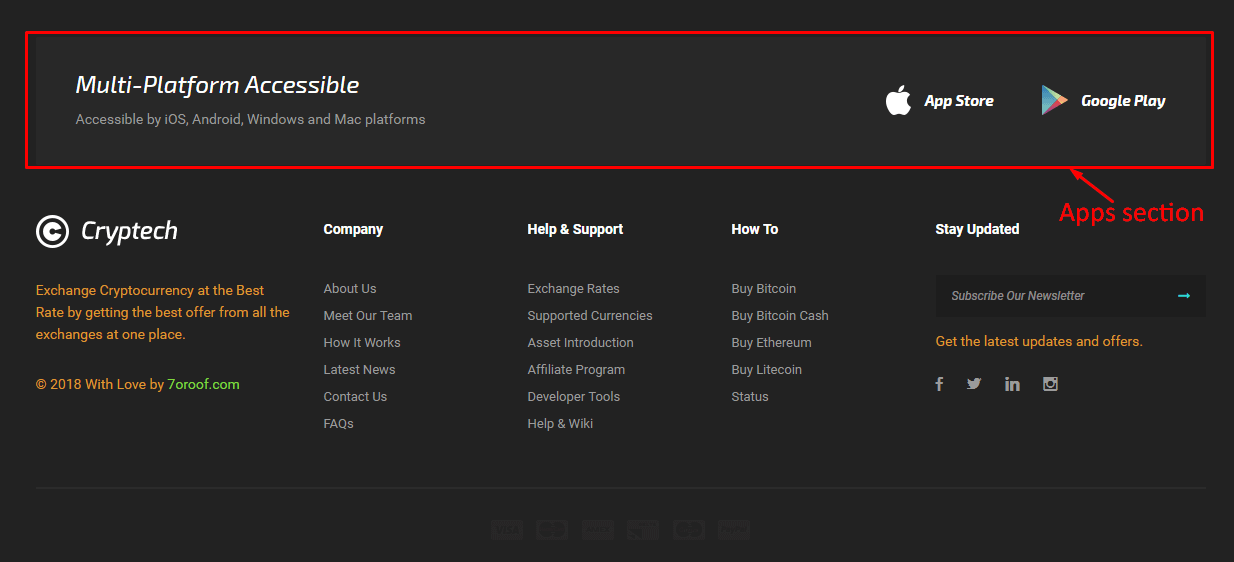 Multi-Platform Accessible
Accessible by iOS, Android, Windows and Mac platforms
App Store
Google Play
Apps section
Cryptech
Exchange Cryptocurrency at the Best
Rate by getting the best offer from all the
exchanges at one place.
© 2018 With Love by 7oroof.com
Company
About Us
Meet Our Team
How It Works
Latest News
Contact Us
FAQs
Help & Support
Exchange Rates
Supported Currencies
Asset Introduction
Affiliate Program
Developer Tools
Help & Wiki
How To
Buy Bitcoin
Buy Bitcoin Cash
Buy Ethereum
Buy Litecoin
Status
Stay Updated
Subscribe Our Newsletter
Get the latest updates and offers.